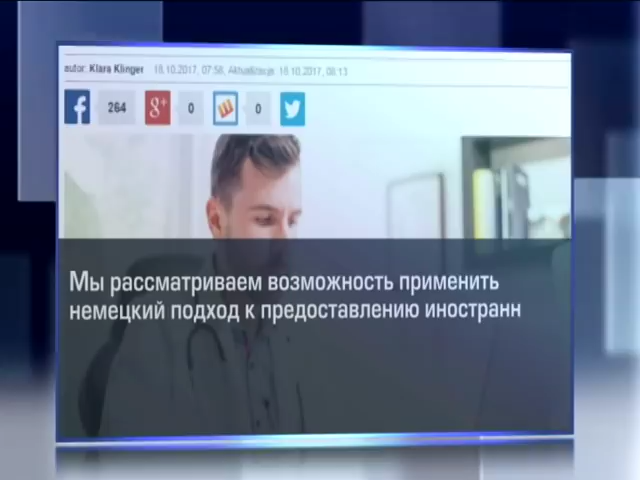 autor: Klara Klinger 18.10.2017, 07:56, Aktualizacja: 18.10.2017, 08:13
264
g+ 0
0
Мы рассматриваем возможность применить
немецкий подход к предоставлению иностранн